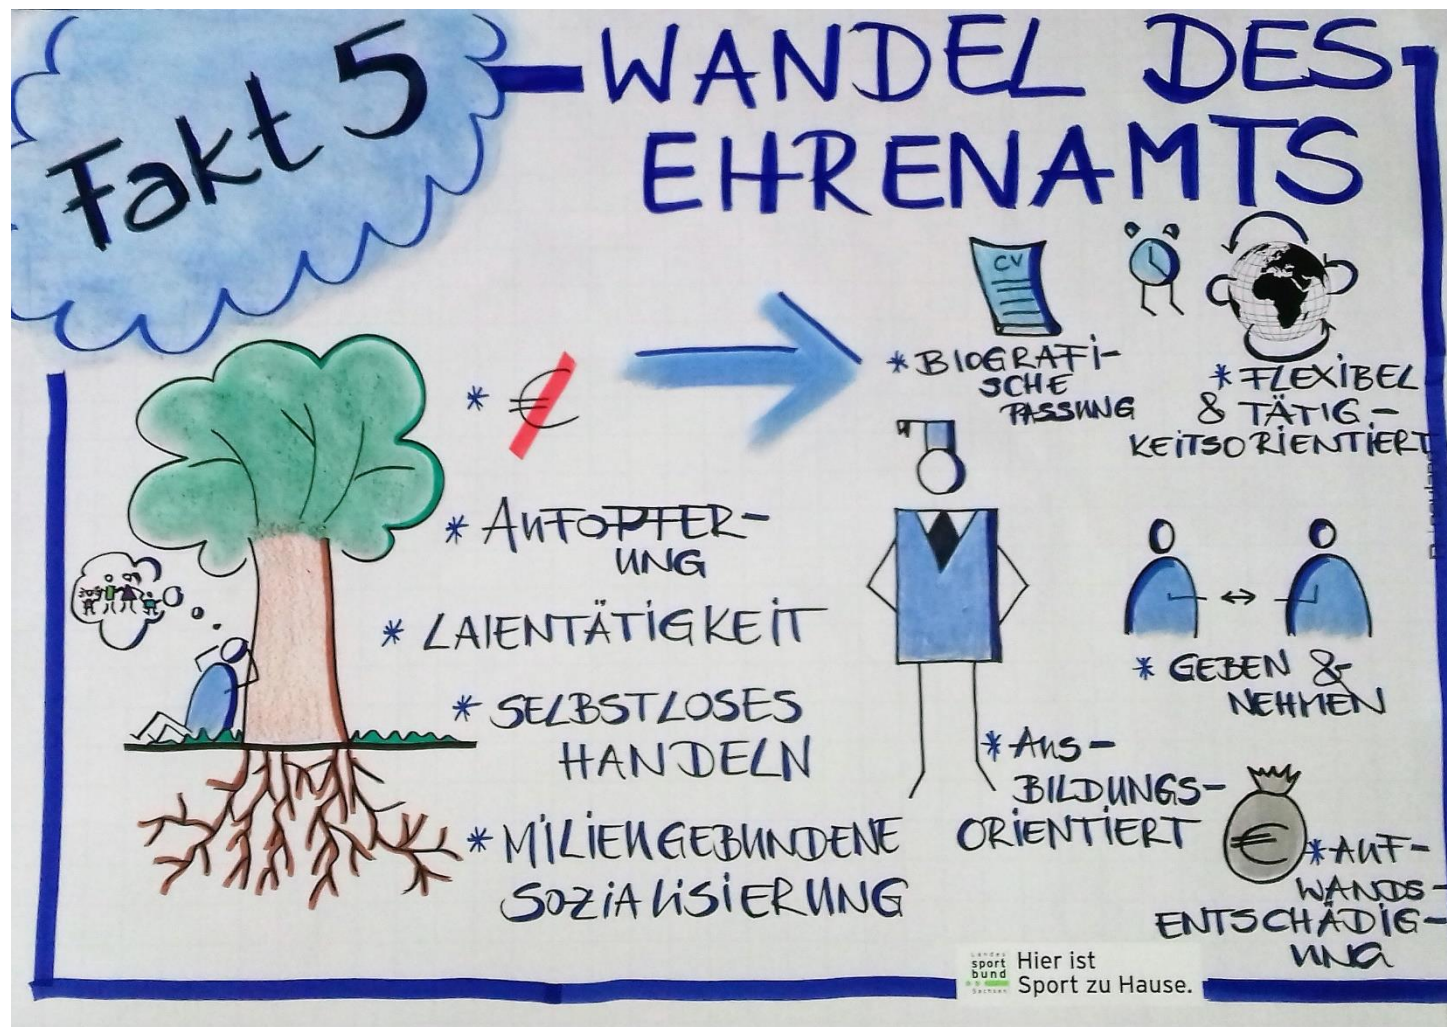 Fakt 5
WANDEL DES
EHRENAMTS
* €
* AUFOPFER-
UNG
* LAIENTÄTIGKEIT
* SELBSTLOSES
HANDELN
* MILIEUGEBUNDENE
SOZIALISIERUNG
CV
* BIOGRAFI-
SCHE
PASSUNG
* FLEXIBEL
& TÄTIG-
KEITSORIENTIERT
* GEBEN &
NEHMEN
* AUS-
BILDUNGS-
ORIENTIERT
€
* AUF-
WANDS-
ENTSCHÄDIG-
UNG
Landes
sport
bund
Sachsen
Hier ist
Sport zu Hause.